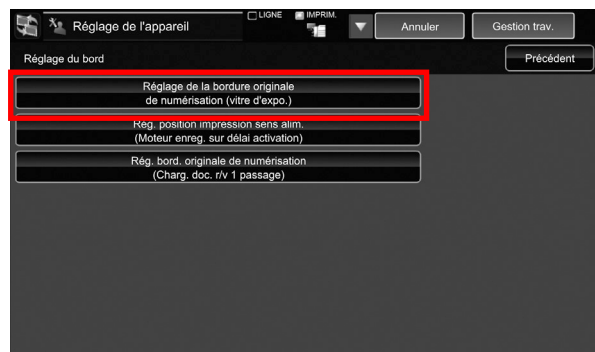 Réglage de l'appareil
LIGNE
IMPRIM.
Annuler
Gestion trav.
Réglage du bord
Précédent
Réglage de la bordure originale
de numérisation (vitre d'expo.)
Rég. position impression sens alim.
(Moteur enreg. sur délai activation)
Rég. bord. originale de numérisation
(Charg. doc. r/v 1 passage)